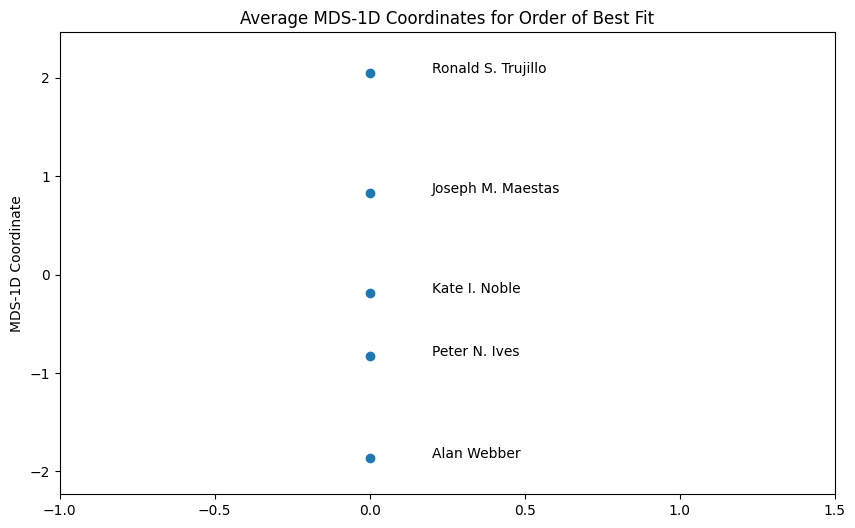 Average MDS-1D Coordinates for Order of Best Fit
MDS-1D Coordinate
2
1
0
−1
−2
Ronald S. Trujillo
Joseph M. Maestas
Kate I. Noble
Peter N. Ives
Alan Webber
−1.0
−0.5
0.0
0.5
1.0
1.5